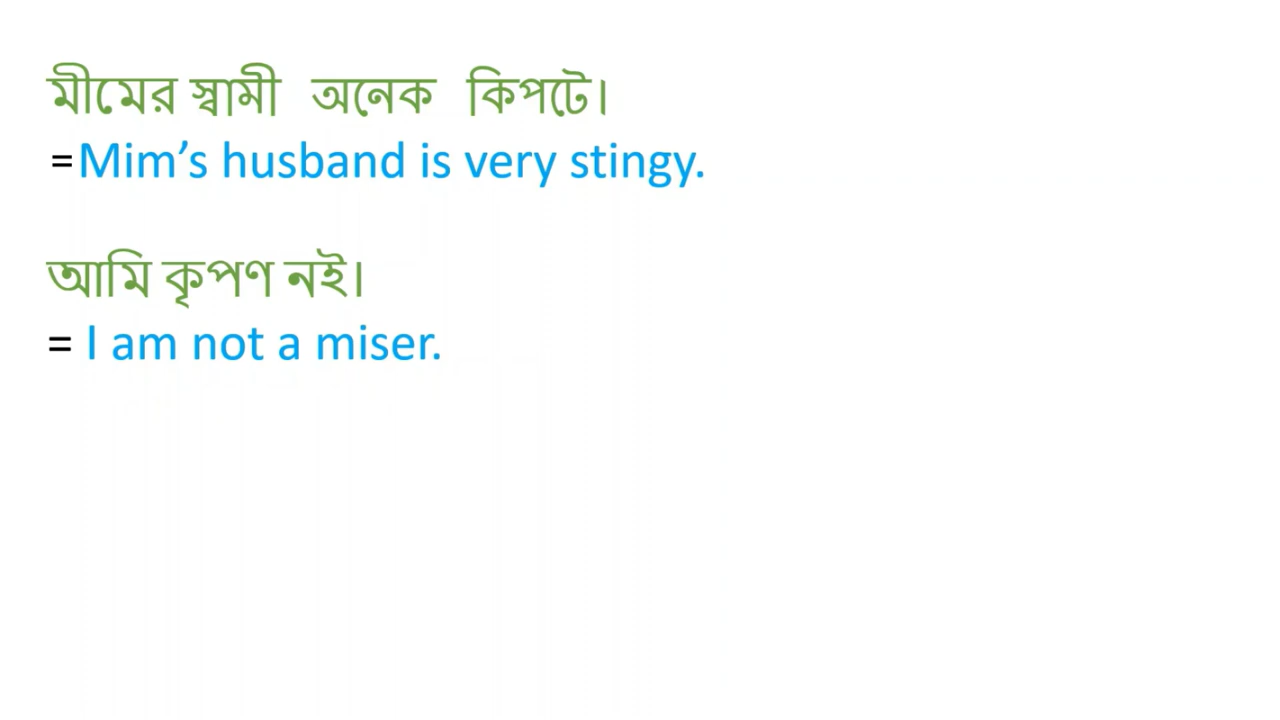 মীমের স্বামী অনেক কিপটে।
=Mim’s husband is very stingy.
আমি কৃপণ নই।
= I am not a miser.